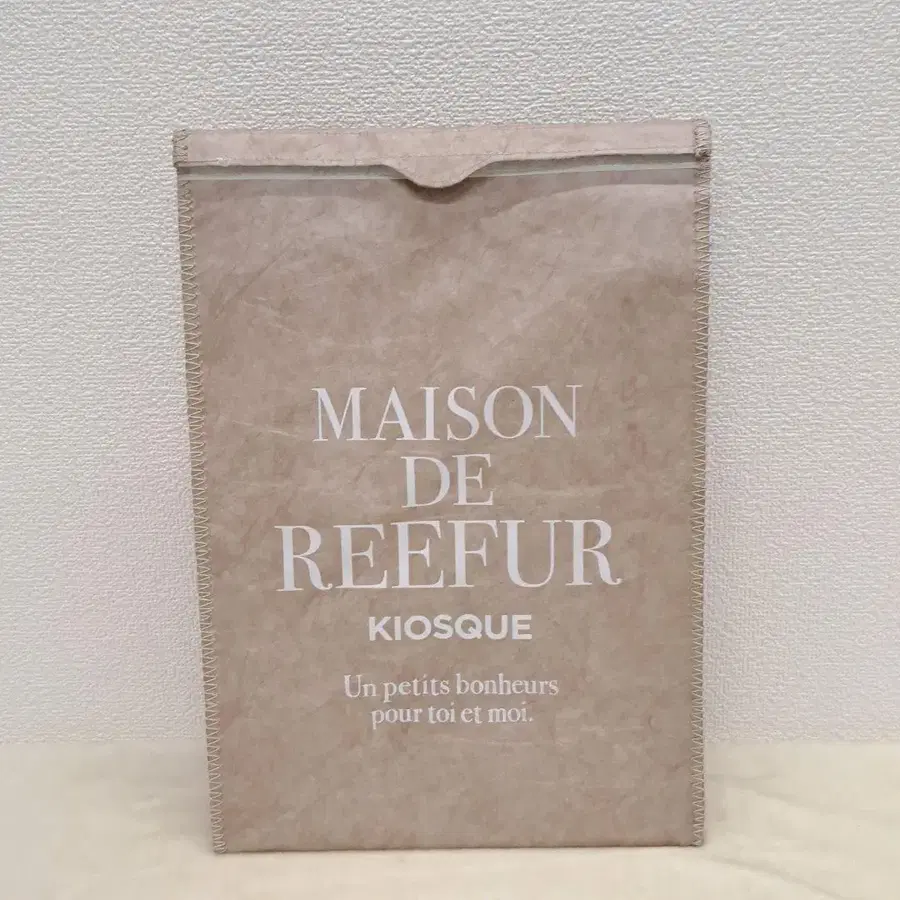 MAISON
DE
REEFUR
KIOSQUE
Un petits bonheurs
pour toi et moi.